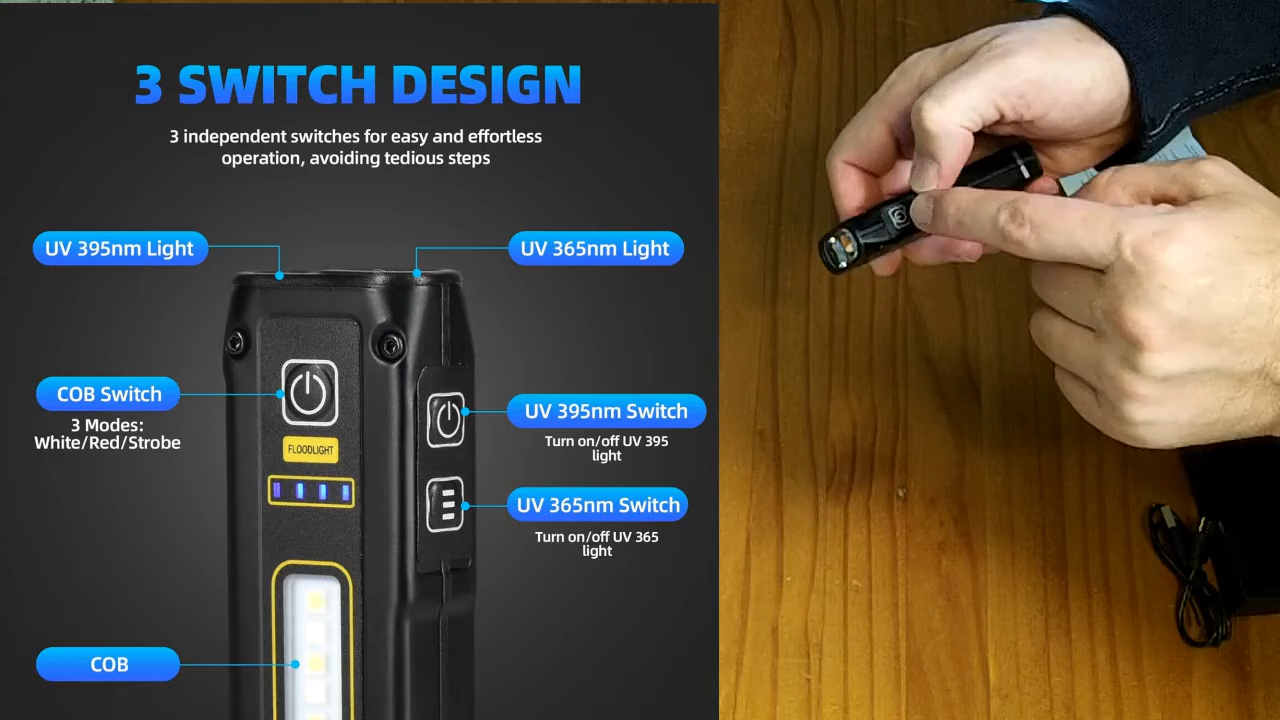 3 SWITCH DESIGN
3 independent switches for easy and effortless
operation, avoiding tedious steps
UV 395nm Light
UV 365nm Light
COB Switch
3 Modes:
White/Red/Strobe
UV 395nm Switch
Turn on/off UV 395
light
FLOODLIGHT
UV 365nm Switch
Turn on/off UV 365
light
COB